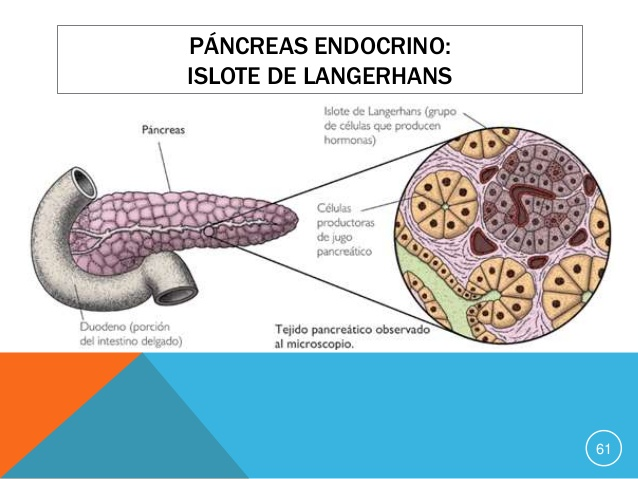 PÁNCREAS ENDOCRINO:
ISLOTE DE LANGERHANS
Islote de Langerhans (grupo
de células que producen
hormonas)
Páncreas
Células
productoras
de jugo
pancreático
Duodeno (porción
del intestino delgado)
Tejido pancreático observado
al microscopio.
61